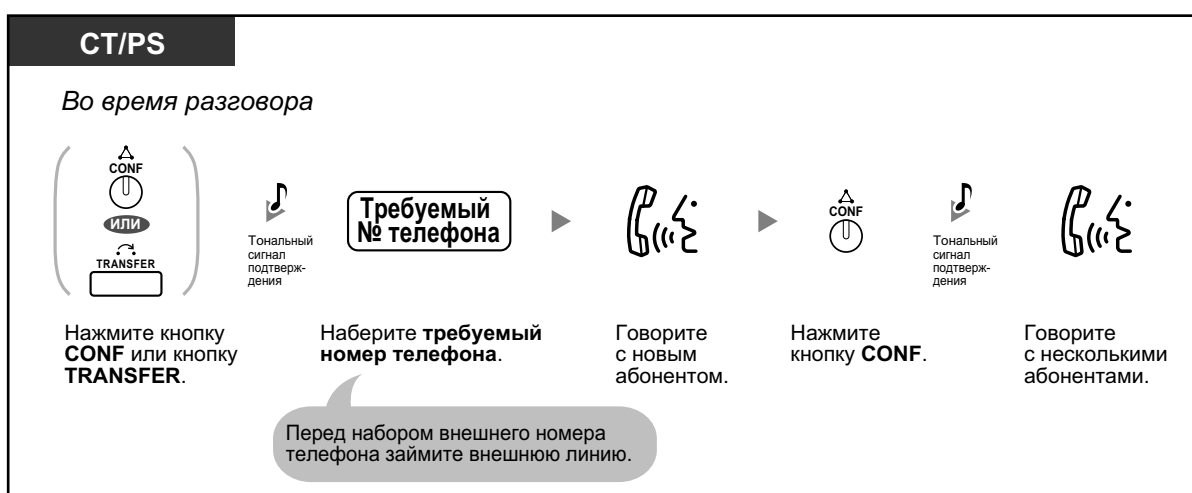 CT/PS
Во время разговора
CONF
ИЛИ
TRANSFER
Тональный
сигнал
подтверж-
дения
Требуемый
№ телефона
CONF
Тональный
сигнал
подтверж-
дения
Нажмите кнопку
CONF или кнопку
TRANSFER.
Наберите требуемый
номер телефона.
Говорите
с новым
абонентом.
Нажмите
кнопку CONF.
Говорите
с несколькими
абонентами.
Перед набором внешнего номера
телефона займите внешнюю линию.